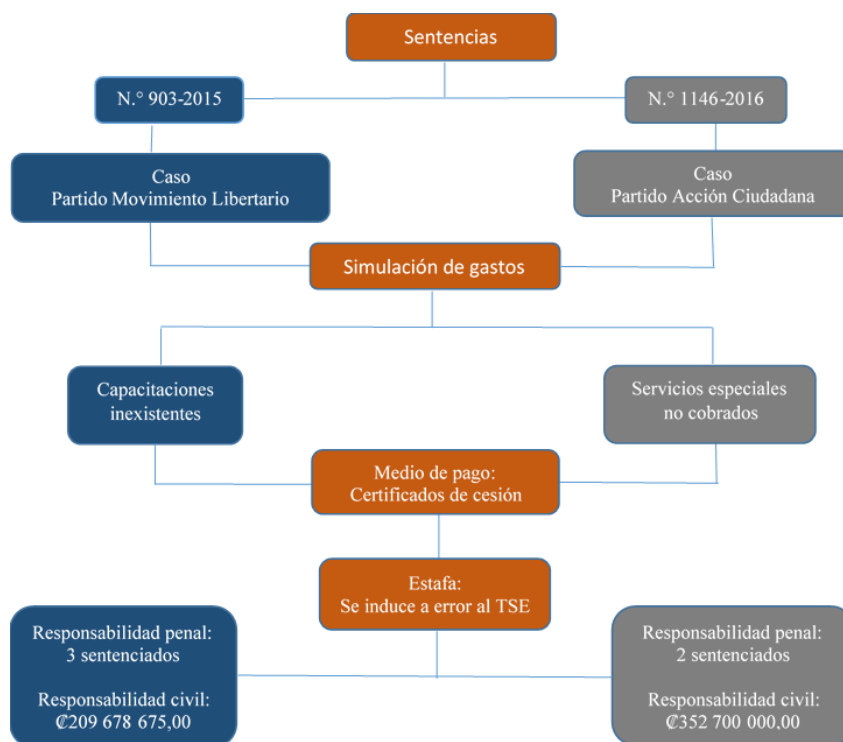 Sentencias
N.° 903-2015
N.° 1146-2016
Caso
Partido Movimiento Libertario
Caso
Partido Acción Ciudadana
Simulación de gastos
Capacitaciones
inexistentes
Servicios especiales
no cobrados
Medio de pago:
Certificados de cesión
Estafa:
Se induce a error al TSE
Responsabilidad penal:
3 sentenciados
Responsabilidad civil:
₡209 678 675,00
Responsabilidad penal:
2 sentenciados
Responsabilidad civil:
₡352 700 000,00